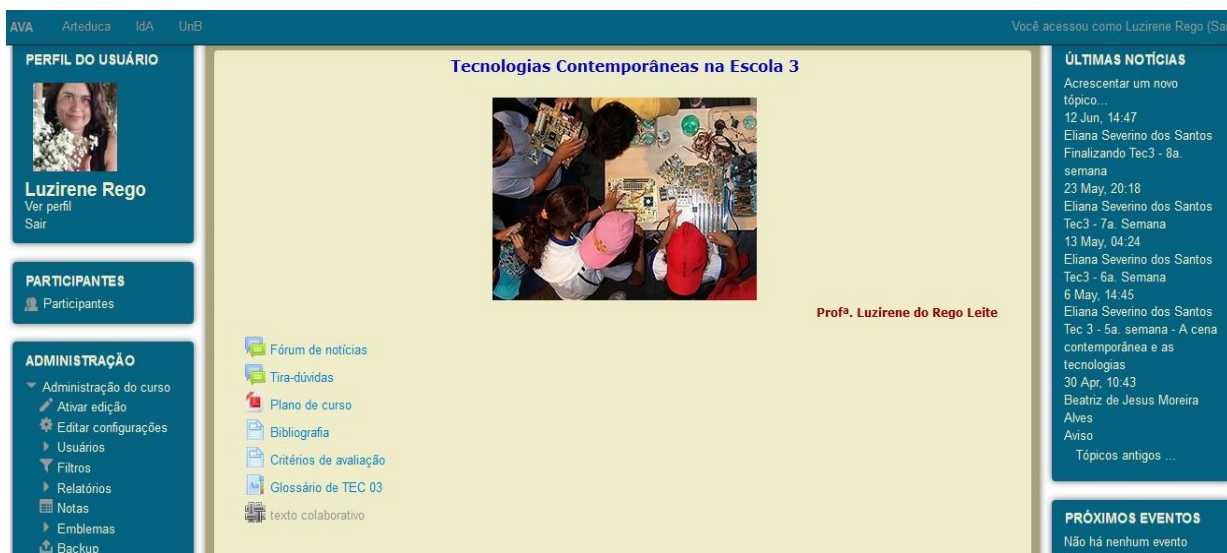 AVA Arteduca IdA UnB
Você acessou como Luzirene Rego (Sai
PERFIL DO USUÁRIO
Luzirene Rego
Ver perfil
Sair
PARTICIPANTES
Participantes
ADMINISTRAÇÃO
Administração do curso
Ativar edição
Editar configurações
Usuários
Filtros
Relatórios
Notas
Emblemas
Backup
Tecnologias Contemporâneas na Escola 3
Profª. Luzirene do Rego Leite
Fórum de notícias
Tira-dúvidas
Plano de curso
Bibliografia
Critérios de avaliação
Glossário de TEC 03
texto colaborativo
ÚLTIMAS NOTÍCIAS
Acrescentar um novo
tópico...
12 Jun, 14:47
Eliana Severino dos Santos
Finalizando Tec3 - 8a.
semana
23 May, 20:18
Eliana Severino dos Santos
Tec3 - 7a. Semana
13 May, 04:24
Eliana Severino dos Santos
Tec3 - 6a. Semana
6 May, 14:45
Eliana Severino dos Santos
Tec 3 - 5a. semana - A cena
contemporânea e as
tecnologias
30 Apr, 10:43
Beatriz de Jesus Moreira
Alves
Aviso
Tópicos antigos ...
PRÓXIMOS EVENTOS
Não há nenhum evento